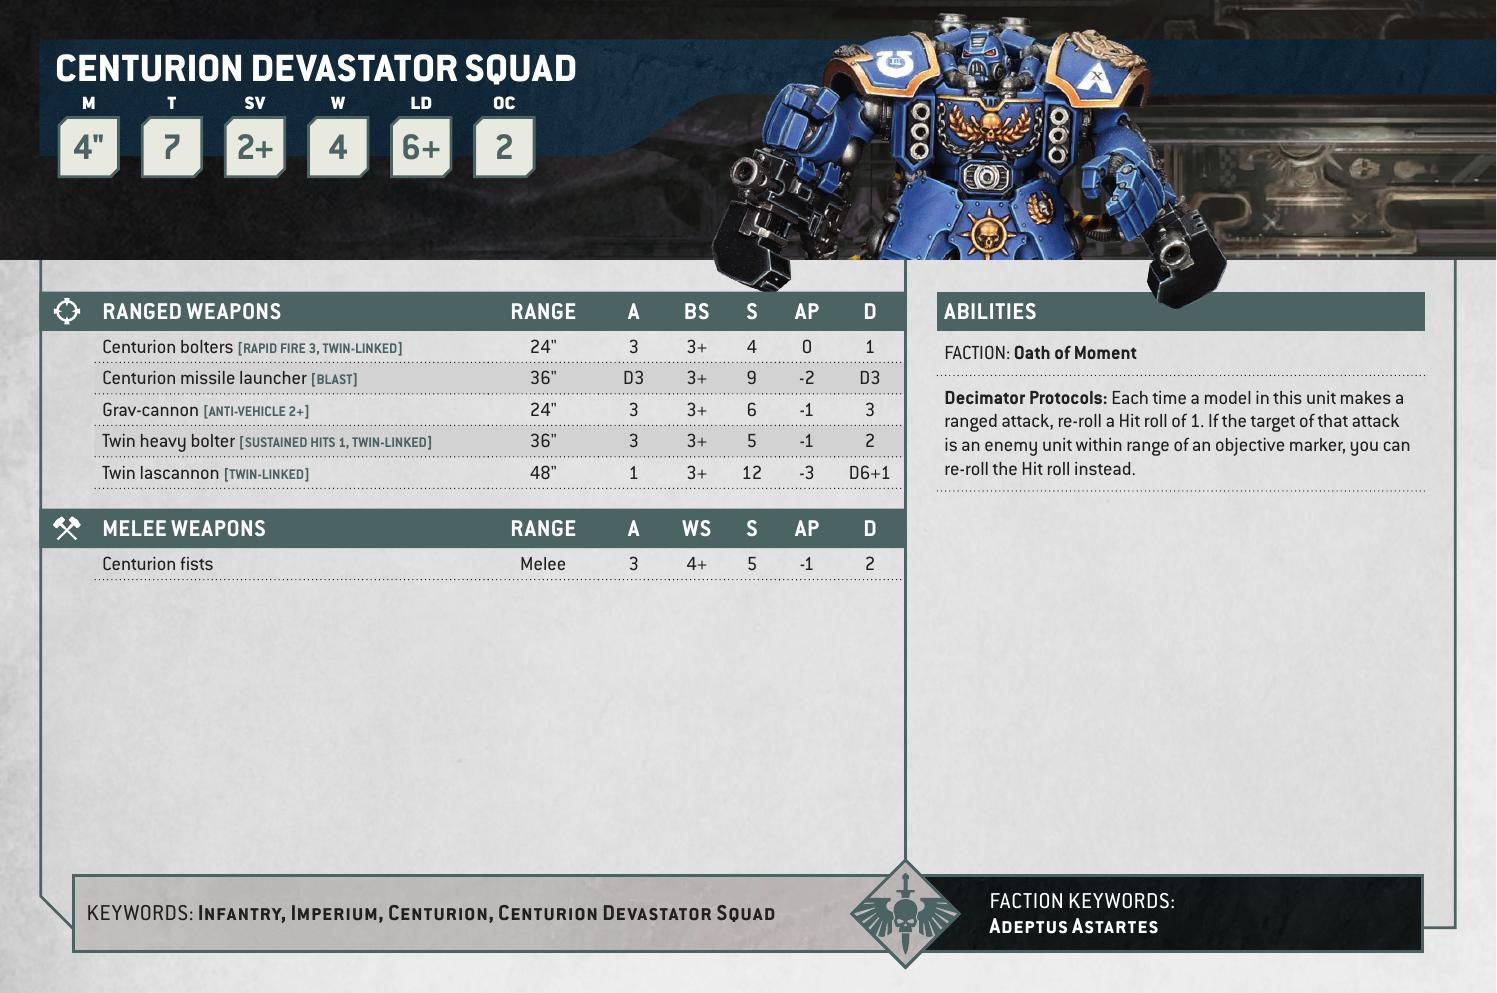 CENTURION DEVASTATOR SQUAD
M T SV W LD OC
4" 7 2+ 4 6+ 2
RANGED WEAPONS RANGE A BS S AP D
Centurion bolters [RAPID FIRE 3, TWIN-LINKED] 24" 3 3+ 4 0 1
Centurion missile launcher [BLAST] 36" D3 3+ 9 -2 D3
Grav-cannon [ANTI-VEHICLE 2+] 24" 3 3+ 6 -1 3
Twin heavy bolter [SUSTAINED HITS 1, TWIN-LINKED] 36" 3 3+ 5 -1 2
Twin lascannon [TWIN-LINKED] 48" 1 3+ 12 -3 D6+1
MELEE WEAPONS RANGE A WS S AP D
Centurion fists Melee 3 4+ 5 -1 2
ABILITIES
FACTION: Oath of Moment
Decimator Protocols: Each time a model in this unit makes a
ranged attack, re-roll a Hit roll of 1. If the target of that attack
is an enemy unit within range of an objective marker, you can
re-roll the Hit roll instead.
KEYWORDS: INFANTRY, IMPERIUM, CENTURION, CENTURION DEVASTATOR SQUAD
FACTION KEYWORDS:
ADEPTUS ASTARTES